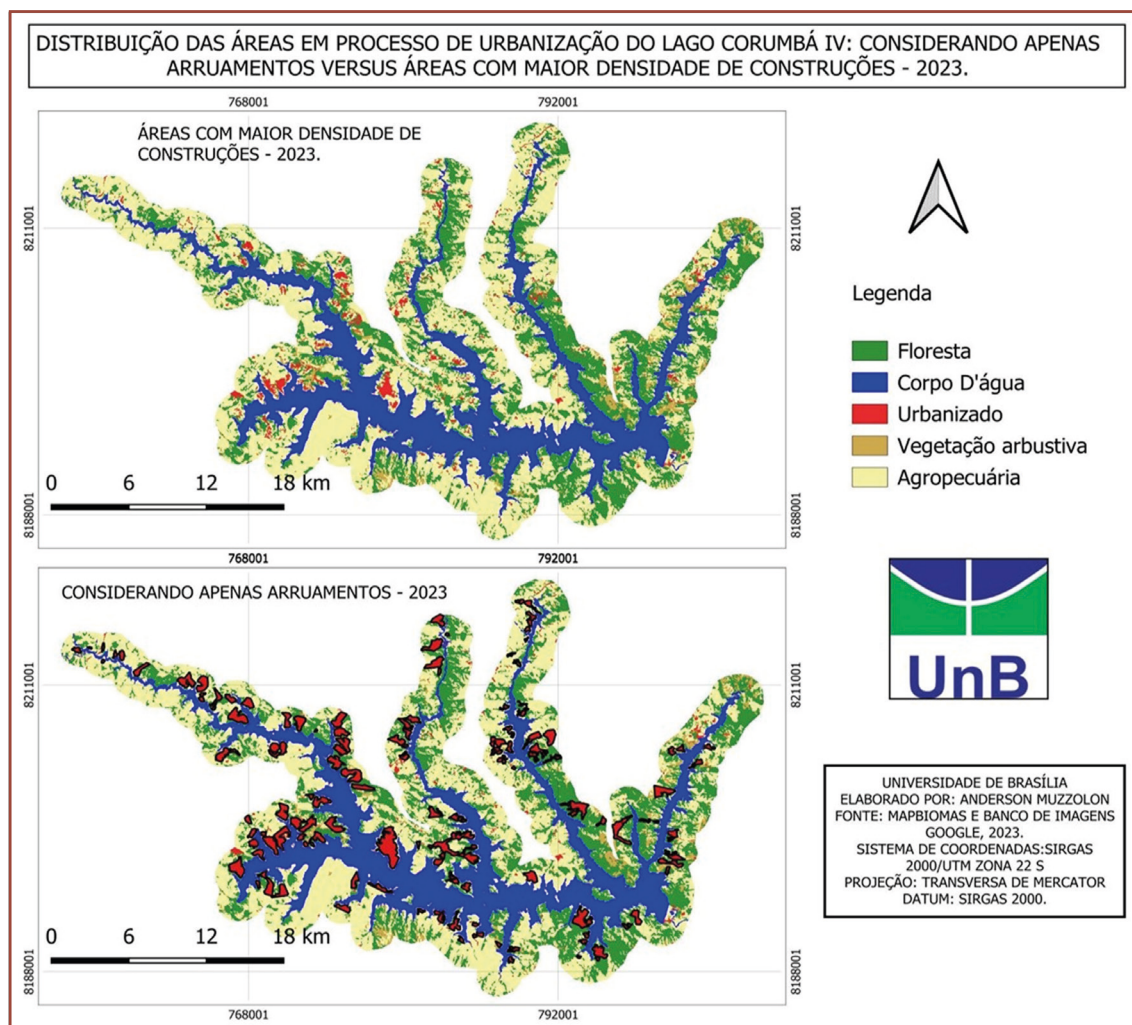 DISTRIBUIÇÃO DAS ÁREAS EM PROCESSO DE URBANIZAÇÃO DO LAGO CORUMBÁ IV: CONSIDERANDO APENAS
ARRUAMENTOS VERSUS ÁREAS COM MAIOR DENSIDADE DE CONSTRUÇÕES - 2023.
768001
792001
ÁREAS COM MAIOR DENSIDADE DE
CONSTRUÇÕES - 2023.
8211001
8211001
0 6 12 18 km
8188001
8188001
768001
792001
CONSIDERANDO APENAS ARRUAMENTOS - 2023
8211001
8211001
0 6 12 18 km
8188001
8188001
768001
792001
Legenda
Floresta
Corpo D'água
Urbanizado
Vegetação arbustiva
Agropecuária
UnB
UNIVERSIDADE DE BRASÍLIA
ELABORADO POR: ANDERSON MUZZOLON
FONTE: MAPBIOMAS E BANCO DE IMAGENS
GOOGLE, 2023.
SISTEMA DE COORDENADAS:SIRGAS
2000/UTM ZONA 22 S
PROJEÇÃO: TRANSVERSA DE MERCATOR
DATUM: SIRGAS 2000.